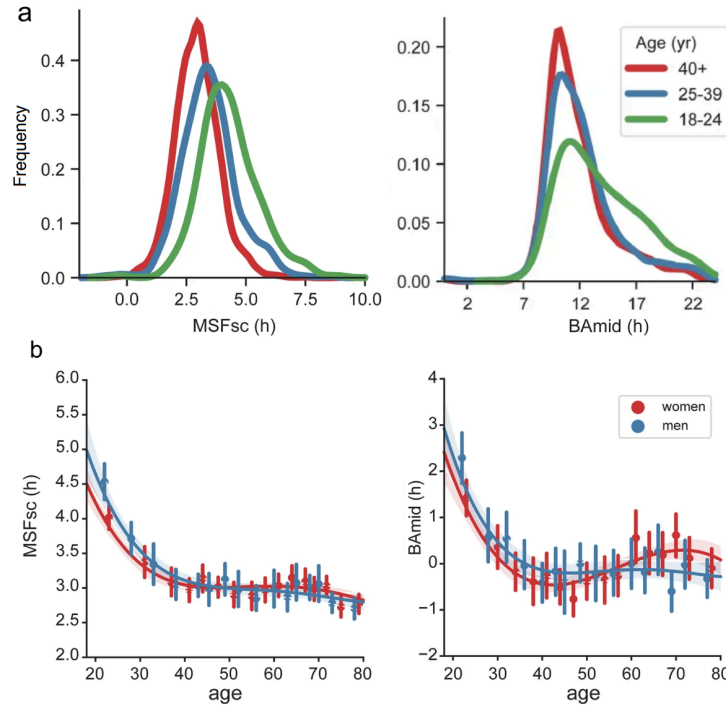 a
Frequency
0.4
0.3
0.2
0.1
0.0
0.0 2.5 5.0 7.5 10.0
MSFsc (h)
0.20
0.15
0.10
0.05
0.00
2 7 12 17 22
BAmid (h)
Age (yr)
40+
25-39
18-24
b
MSFsc (h)
6.0
5.5
5.0
4.5
4.0
3.5
3.0
2.5
2.0
20 30 40 50 60 70 80
age
BAmid (h)
4
3
2
1
0
−1
−2
20 30 40 50 60 70 80
age
women
men